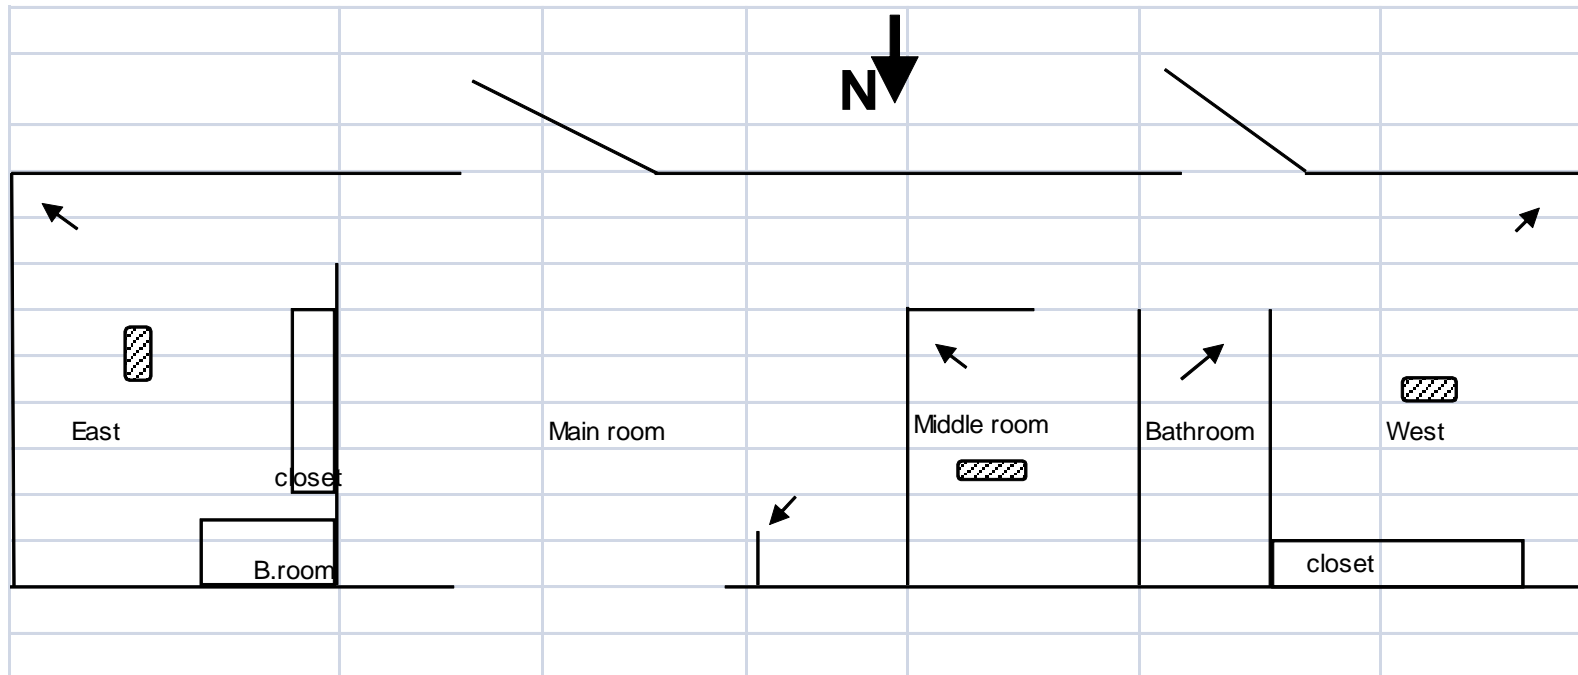 N
East
Main room
Middle room
Bathroom
West
closet
B.room
closet